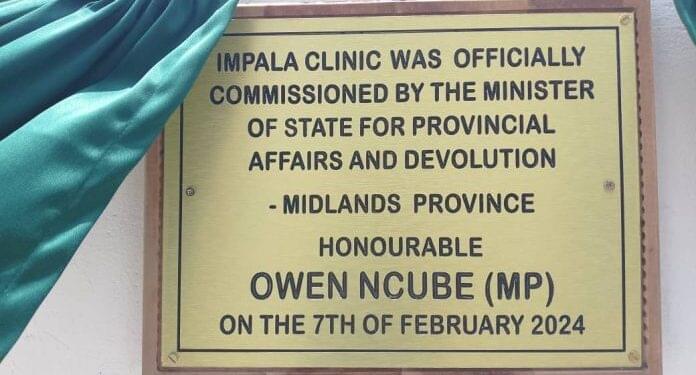 IMPALA CLINIC WAS OFFICIALLY
COMMISSIONED BY THE MINISTER
OF STATE FOR PROVINCIAL
AFFAIRS AND DEVOLUTION
- MIDLANDS PROVINCE
HONOURABLE
OWEN NCUBE (MP)
ON THE 7TH OF FEBRUARY 2024